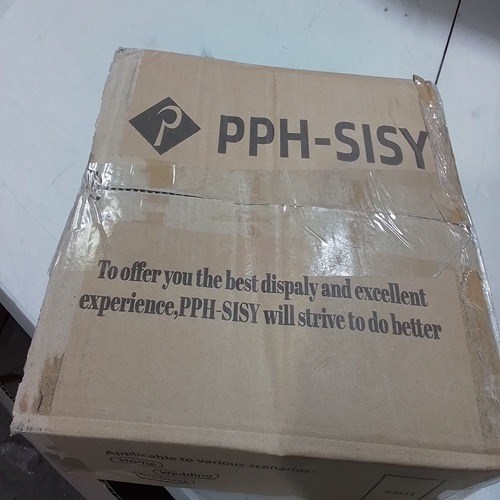 PPH-SISY
To offer you the best dispaly and excellent
experience,PPH-SISY will strive to do better
Applicable to various scenarios:
Home
Wedding